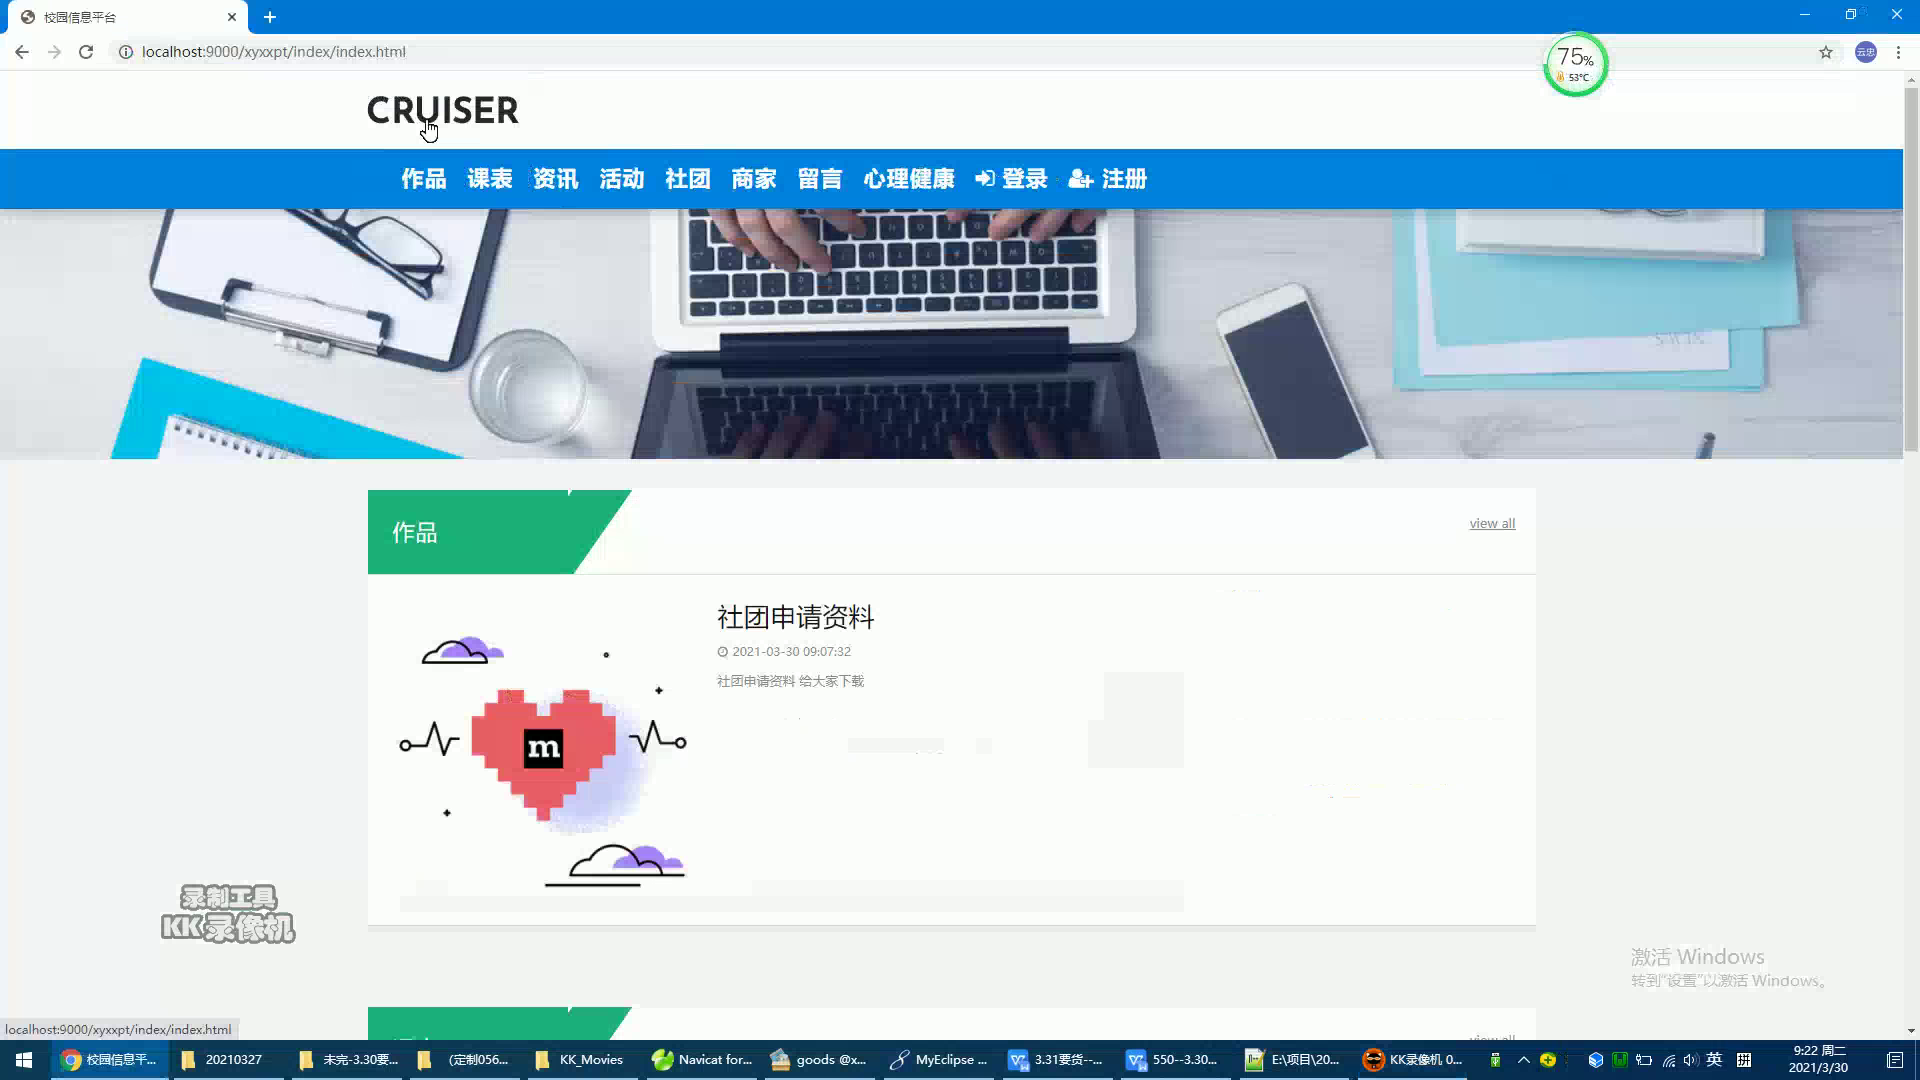 校园信息平台
localhost:9000/xyxxpt/index/index.html
75%
53℃
云忠
CRUISER
作品 课表 资讯 活动 社团 商家 留言 心理健康 登录 注册
作品
view all
社团申请资料
2021-03-30 09:07:32
社团申请资料 给大家下载
m
录制工具
KK录像机
激活 Windows
转到“设置”以激活 Windows。
view all
localhost:9000/xyxxpt/index/index.html
校园信息平... 20210327 未完-3.30要... (定制056... KK_Movies Navicat for... goods @x... MyEclipse ... 3.31要货--... 550--3.30... E:\项目\20... KK录像机 0... 英 拼 9:22 周二
2021/3/30